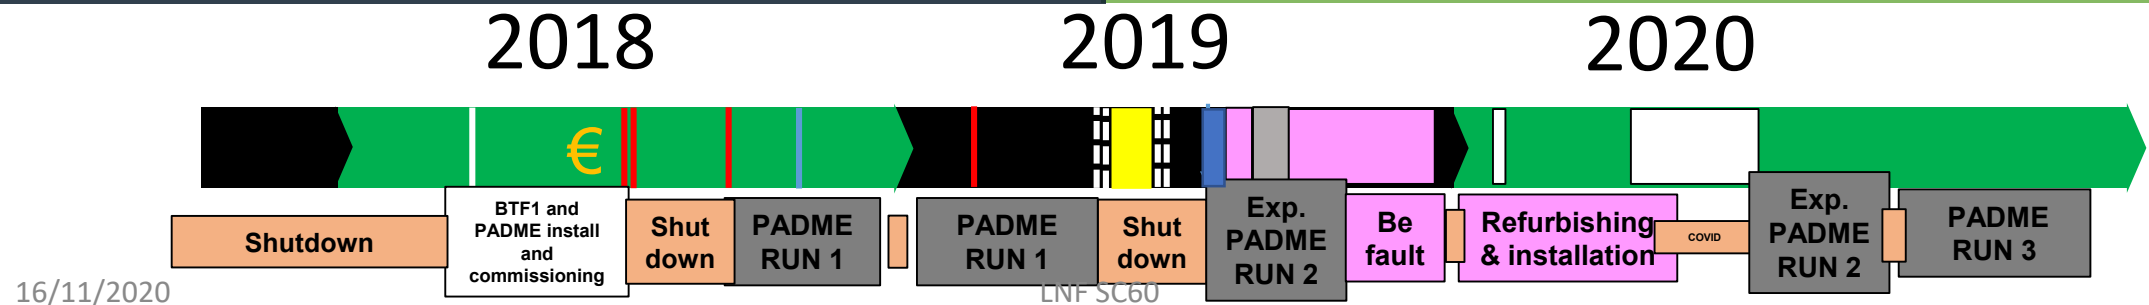 2018
2019
2020
€
Shutdown
BTF1 and
PADME install
and
commissioning
Shut
down
PADME
RUN 1
PADME
RUN 1
Shut
down
Exp.
PADME
RUN 2
Be
fault
Refurbishing
& installation
COVID
Exp.
PADME
RUN 2
PADME
RUN 3
16/11/2020
LNF SC60